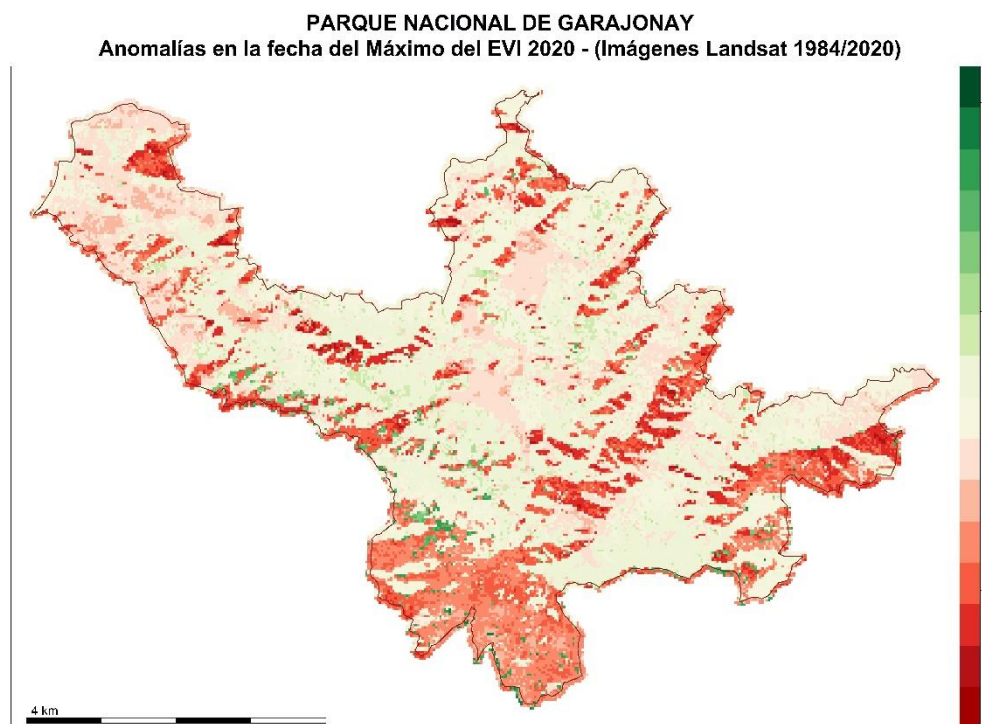 PARQUE NACIONAL DE GARAJONAY
Anomalías en la fecha del Máximo del EVI 2020 - (Imágenes Landsat 1984/2020)
4 km